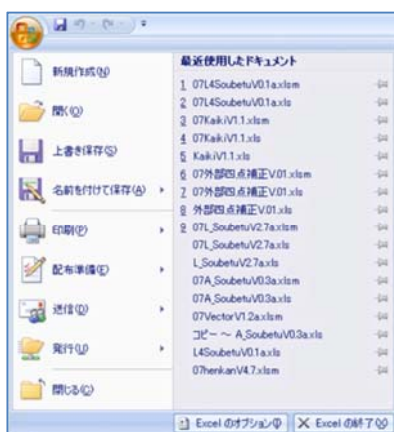 新規作成(N)
開く(O)
上書き保存(S)
名前を付けて保存(A)
印刷(P)
配布準備(E)
送信(D)
発行(U)
閉じる(C)
最近使用したドキュメント
1 07L4SoubetuV0.1a.xlsm
2 07L4SoubetuV0.1a.xls
3 07KaikiV1.1.xlsm
4 07KaikiV1.1.xls
5 KaikiV1.1.xls
6 07外部四点補正V.01.xlsm
7 07外部四点補正V.01.xls
8 外部四点補正V.01.xls
9 07L_SoubetuV2.7a.xlsm
07L_SoubetuV2.7a.xls
L_SoubetuV2.7a.xls
07A_SoubetuV0.3a.xlsm
07A_SoubetuV0.3a.xls
07VectorV1.2a.xlsm
コピー ～ A_SoubetuV0.3a.xls
L4SoubetuV0.1a.xls
07henkanV4.7.xlsm
Excel のオプション(I)
Excel の終了(X)